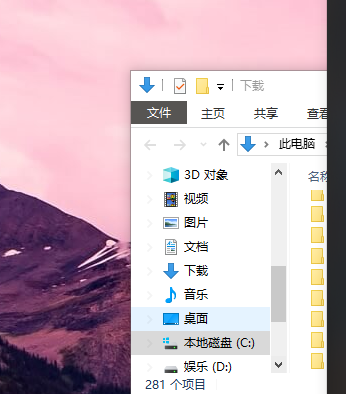 下载
文件 主页 共享 查看
此电脑
3D 对象 名称
视频
图片
文档
下载
音乐
桌面
本地磁盘 (C:)
娱乐 (D:)
281 个项目